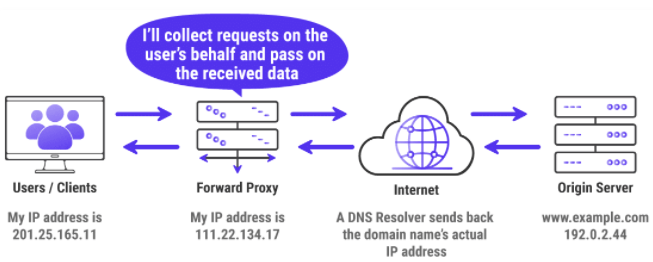 I'll collect requests on the
user's behalf and pass on
the received data
Users / Clients
Forward Proxy
Internet
Origin Server
My IP address is
201.25.165.11
My IP address is
111.22.134.17
A DNS Resolver sends back
the domain name's actual
IP address
www.example.com
192.0.2.44